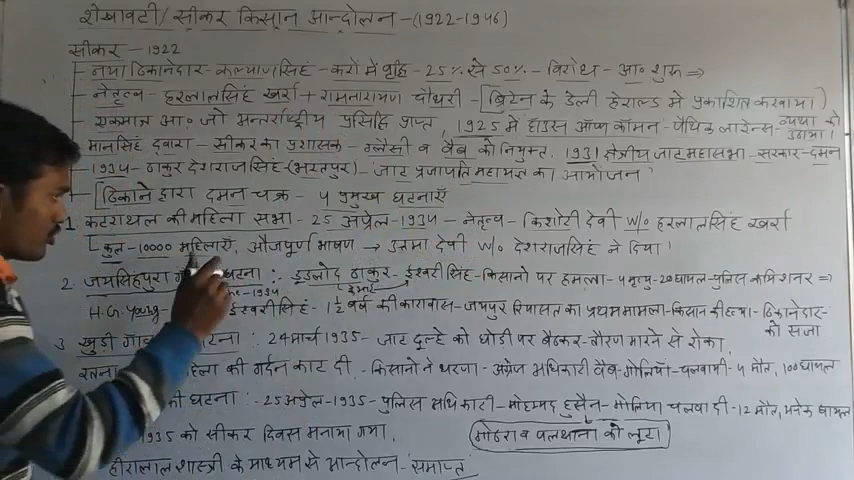 शेखावटी/ सीकर किसान आन्दोलन-(1922-1946)
सीकर - 1922
नया ठिकानेदार- कल्याणसिंह - करों में वृद्धि - 25% से 50% - विरोध - आ० शुरू ⇒
नेतृत्व - हरलालसिंह खर्रा + रामनारायण चौधरी - [ब्रिटेन के डेली हेराल्ड मे प्रकाशित करवाया)
एकमात्र आ० जो अन्तर्राष्ट्रीय प्रसिद्धि प्राप्त, 1925 में हाउस ऑफ कॉमन - पैथिक लारेन्स - व्यथा को उठाया।
मानसिंह द्वारा - सीकर का प्रशासक - व वैब को नियुक्त, 1931 क्षेत्रीय जाट महासभा - सरकार - दमन
1934 - ठाकुर देशराजसिंह-(भरतपुर) - जाट प्रजापति महायज्ञ का आयोजन
[ठिकाने द्वारा दमन चक्र - 4 प्रमुख घटनाएँ
1 कटराथल की महिला सभा - 25 अप्रेल - 1934 - नेतृत्व - किशोरी देवी w/o हरलालसिंह खर्रा
[कुल - 10000 महिलाएँ, औजपूर्ण भाषण → उत्तमा देवी w/o देशराजसिंह ने दिया।
2. जयसिंहपुरा घटना :- डूडलोद ठाकुर - ईश्वरी सिंह - किसानो पर हमला - 4 मृत्यु - 20 घायल - पुलिस कमिशनर ⇒
1934
H.G. Young - ईश्वरीसिंह - 1½ वर्ष की कारावास - जयपुर रियासत का प्रथम मामला - किसान की हत्या - ठिकानेदार - को सजा
3 खुडी घटना : 24 मार्च 1935 - जाट दूल्हे को घोडी पर बैठकर - तौरण मारने से रोका,
रतना महिला की गर्दन काट दी. - किसानो ने धरणा - अंग्रेज अधिकारी वैब - गोलियाँ - चलवायी - 4 मौत, 100 घायल
की घटना :- 25 अप्रेल - 1935 - पुलिस अधिकारी - मोहम्मद हुसैन - गोलिया चलवा दी - 12 मौत, अनेक घायल
1935 को सीकर दिवस मनाया गया. व पलथाना को लूटा
हीरालाल शास्त्री के माध्यम से आन्दोलन - समाप्त